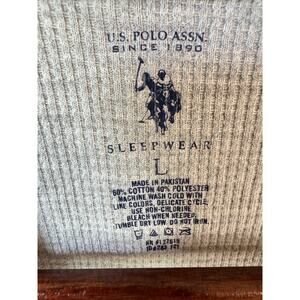 U.S. POLO ASSN.
SINCE 1890
SLEEPWEAR
L
MADE IN PAKISTAN
60% COTTON 40% POLYESTER
MACHINE WASH COLD WITH
LIKE COLORS, DELICATE CYCLE.
USE NON-CHLORINE
BLEACH WHEN NEEDED.
TUMBLE DRY LOW. DO NOT IRON.